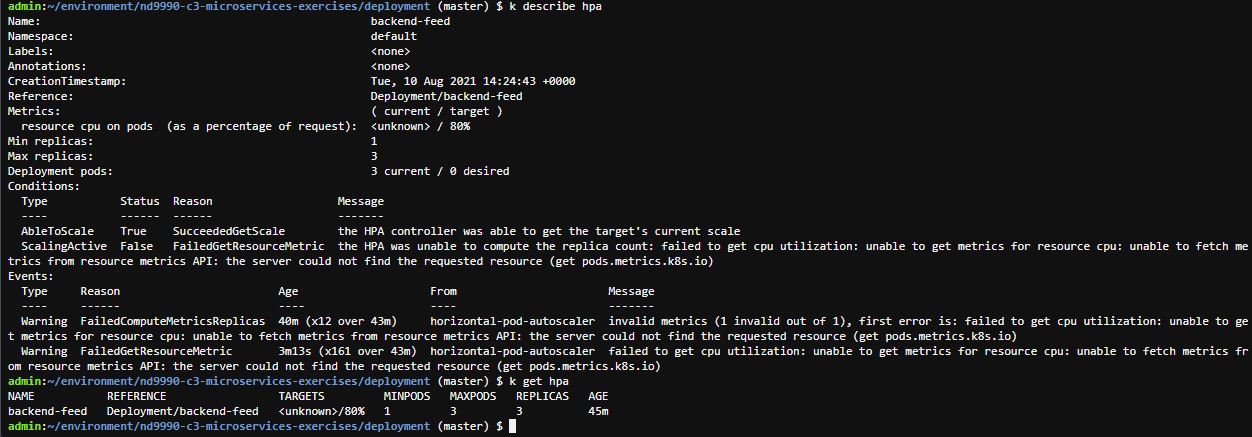 admin:~/environment/nd9990-c3-microservices-exercises/deployment (master) $ k describe hpa
Name: backend-feed
Namespace: default
Labels: <none>
Annotations: <none>
CreationTimestamp: Tue, 10 Aug 2021 14:24:43 +0000
Reference: Deployment/backend-feed
Metrics: ( current / target )
  resource cpu on pods  (as a percentage of request): <unknown> / 80%
Min replicas: 1
Max replicas: 3
Deployment pods: 3 current / 0 desired
Conditions:
  Type           Status  Reason                   Message
  ----           ------  ------                   -------
  AbleToScale    True    SucceededGetScale        the HPA controller was able to get the target's current scale
  ScalingActive  False   FailedGetResourceMetric  the HPA was unable to compute the replica count: failed to get cpu utilization: unable to get metrics for resource cpu: unable to fetch me
trics from resource metrics API: the server could not find the requested resource (get pods.metrics.k8s.io)
Events:
  Type     Reason                        Age                   From                       Message
  ----     ------                        ----                  ----                       -------
  Warning  FailedComputeMetricsReplicas  40m (x12 over 43m)    horizontal-pod-autoscaler  invalid metrics (1 invalid out of 1), first error is: failed to get cpu utilization: unable to ge
t metrics for resource cpu: unable to fetch metrics from resource metrics API: the server could not find the requested resource (get pods.metrics.k8s.io)
  Warning  FailedGetResourceMetric       3m13s (x161 over 43m)  horizontal-pod-autoscaler  failed to get cpu utilization: unable to get metrics for resource cpu: unable to fetch metrics fr
om resource metrics API: the server could not find the requested resource (get pods.metrics.k8s.io)
admin:~/environment/nd9990-c3-microservices-exercises/deployment (master) $ k get hpa
NAME           REFERENCE                 TARGETS         MINPODS   MAXPODS   REPLICAS   AGE
backend-feed   Deployment/backend-feed   <unknown>/80%   1         3         3          45m
admin:~/environment/nd9990-c3-microservices-exercises/deployment (master) $